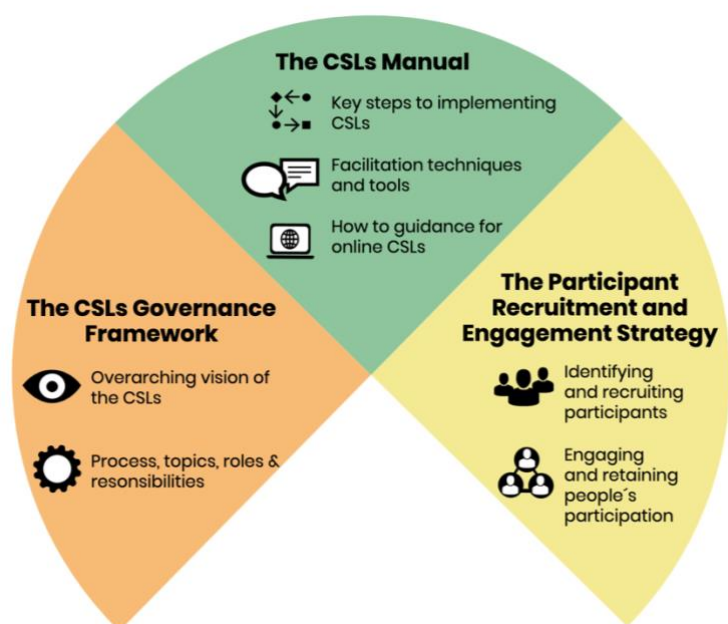 The CSLs Manual
Key steps to implementing
CSLs
Facilitation techniques
and tools
How to guidance for
online CSLs
The CSLs Governance
Framework
Overarching vision of
the CSLs
Process, topics, roles &
resonsibilities
The Participant
Recruitment and
Engagement Strategy
Identifying
and recruiting
participants
Engaging
and retaining
people´s
participation